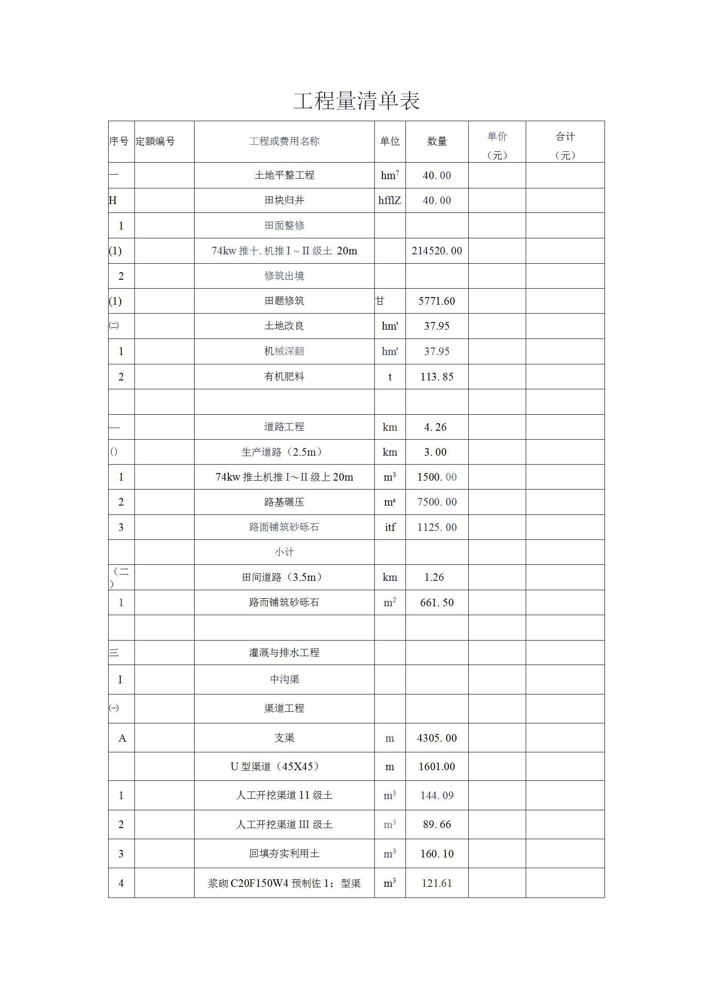 工程量清单表
序号 定額编号 工程或费用名称 单位 数量 单价（元） 合计（元）
一 土地平整工程 hm? 40. 00
H 田块归并 hfflZ 40. 00
1 田面整修
(1) 74kw 推十. 机推 I ~ II 级土 20m 214520. 00
2 修筑出境
(1) 田题修筑 甘 5771.60
㈡ 土地改良 hm' 37.95
1 机械深翻 hm' 37.95
2 有机肥料 t 113. 85
— 道路工程 km 4. 26
() 生产道路（2.5m） km 3. 00
1 74kw 推土机推 I～II 级上 20m m³ 1500. 00
2 路基碾压 mª 7500. 00
3 路面铺筑砂砾石 itf 1125. 00
小计
（二） 田间道路（3.5m） km 1.26
1 路而铺筑砂砾石 m² 661. 50
三 灌溉与排水工程
I 中沟渠
㈠ 渠道工程
A 支渠 m 4305. 00
U 型渠道（45X45） m 1601.00
1 人工开挖渠道 11 级土 m³ 144. 09
2 人工开挖渠道 III 级土 m³ 89. 66
3 回填夯实利用土 m³ 160. 10
4 浆砌 C20F150W4 预制佐 1；型渠 m³ 121.61